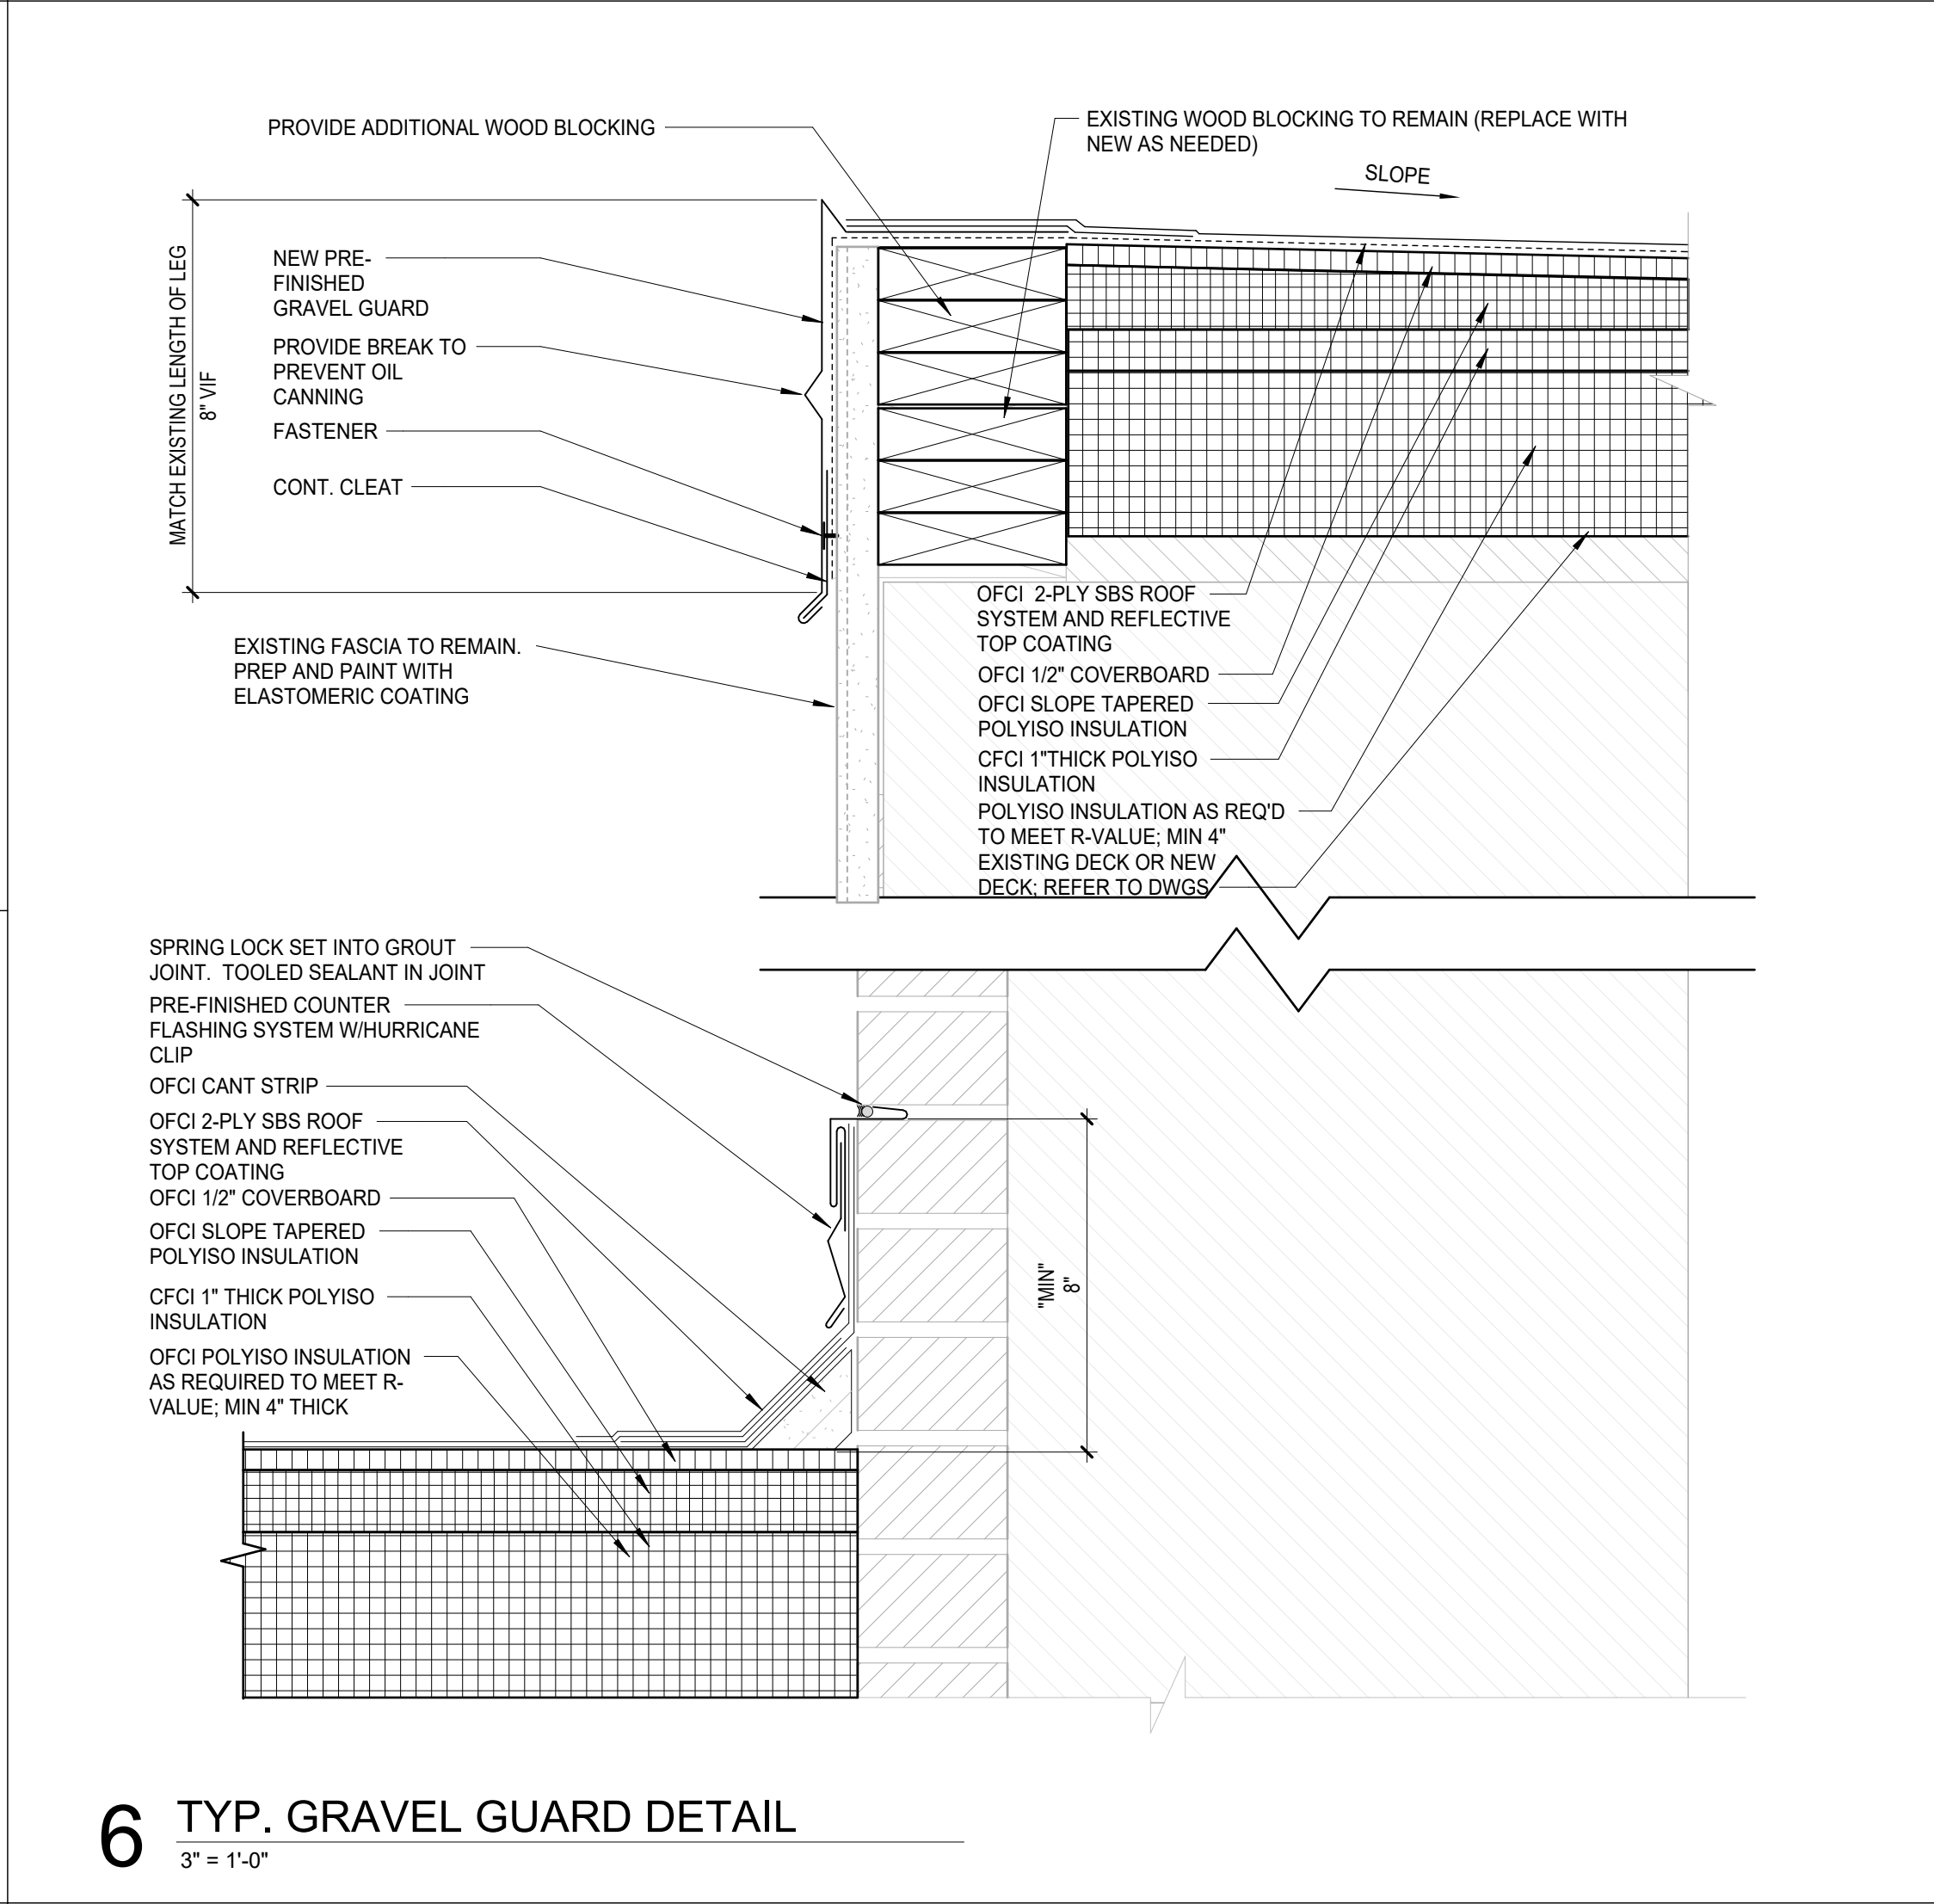 PROVIDE ADDITIONAL WOOD BLOCKING
EXISTING WOOD BLOCKING TO REMAIN (REPLACE WITH
NEW AS NEEDED)
SLOPE
MATCH EXISTING LENGTH OF LEG
8" VIF
NEW PRE-
FINISHED
GRAVEL GUARD
PROVIDE BREAK TO
PREVENT OIL
CANNING
FASTENER
CONT. CLEAT
EXISTING FASCIA TO REMAIN.
PREP AND PAINT WITH
ELASTOMERIC COATING
OFCI 2-PLY SBS ROOF
SYSTEM AND REFLECTIVE
TOP COATING
OFCI 1/2" COVERBOARD
OFCI SLOPE TAPERED
POLYISO INSULATION
CFCI 1"THICK POLYISO
INSULATION
POLYISO INSULATION AS REQ'D
TO MEET R-VALUE; MIN 4"
EXISTING DECK OR NEW
DECK; REFER TO DWGS
SPRING LOCK SET INTO GROUT
JOINT. TOOLED SEALANT IN JOINT
PRE-FINISHED COUNTER
FLASHING SYSTEM W/HURRICANE
CLIP
OFCI CANT STRIP
OFCI 2-PLY SBS ROOF
SYSTEM AND REFLECTIVE
TOP COATING
OFCI 1/2" COVERBOARD
OFCI SLOPE TAPERED
POLYISO INSULATION
CFCI 1" THICK POLYISO
INSULATION
OFCI POLYISO INSULATION
AS REQUIRED TO MEET R-
VALUE; MIN 4" THICK
"MIN"
8"
6 TYP. GRAVEL GUARD DETAIL
3" = 1'-0"